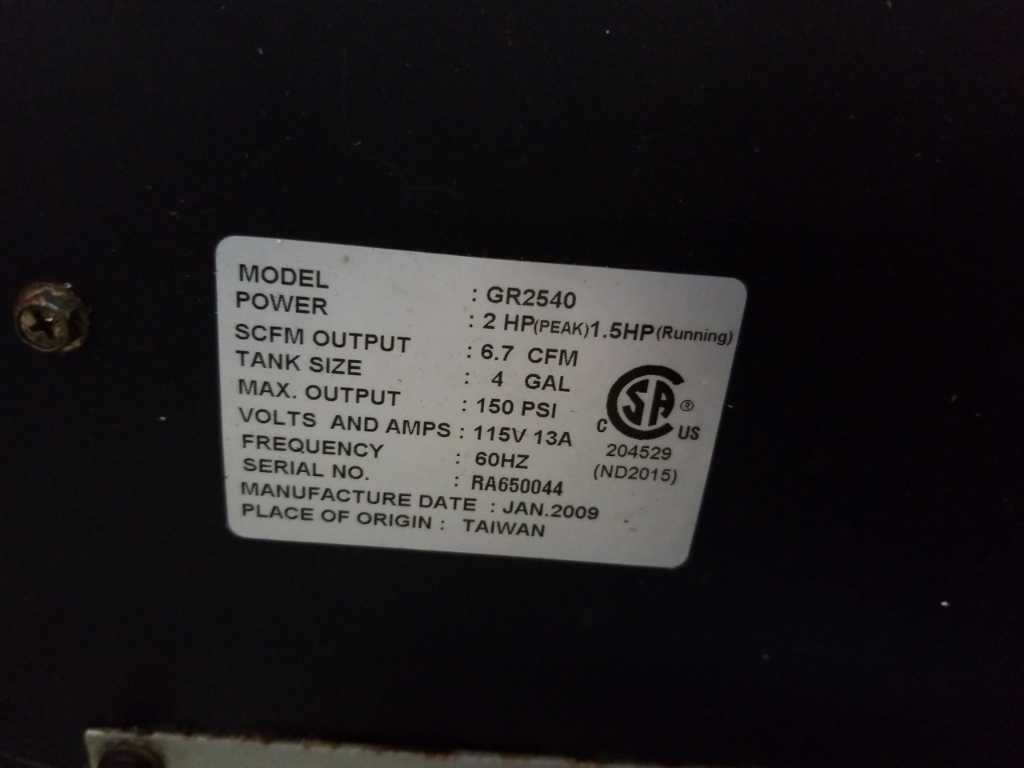 MODEL : GR2540
POWER : 2 HP(PEAK)1.5HP(Running)
SCFM OUTPUT : 6.7 CFM
TANK SIZE : 4 GAL
MAX. OUTPUT : 150 PSI
VOLTS AND AMPS : 115V 13A
FREQUENCY : 60HZ
SERIAL NO. : RA650044
MANUFACTURE DATE : JAN.2009
PLACE OF ORIGIN : TAIWAN
CSA ®
C US
204529
(ND2015)